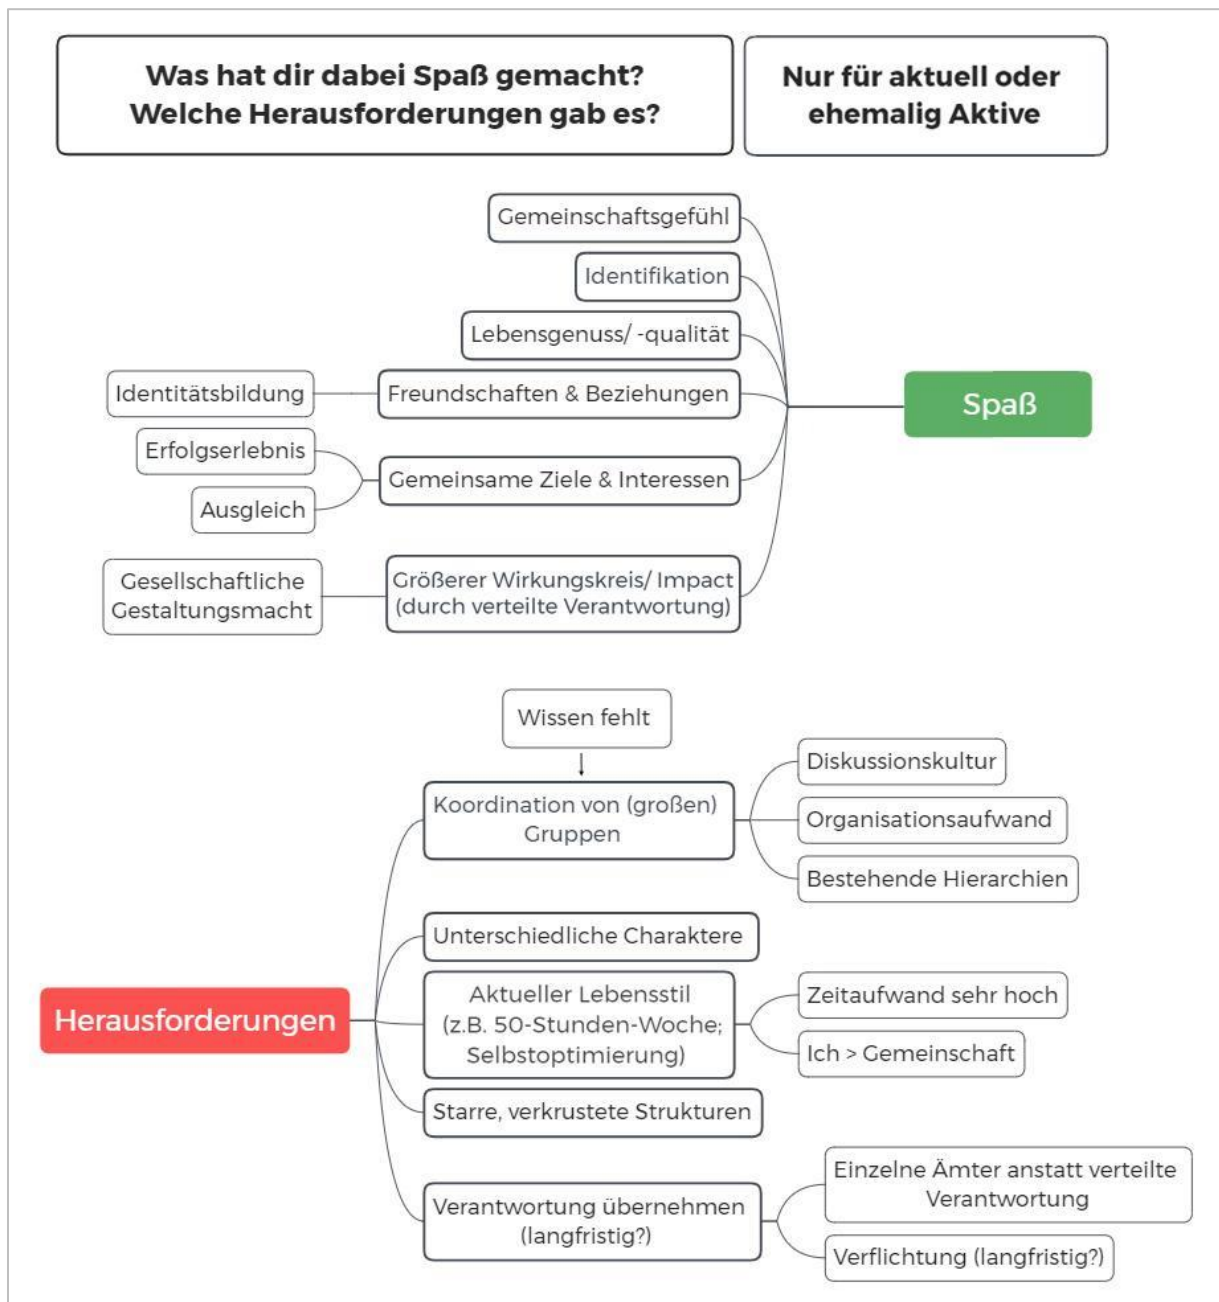 Was hat dir dabei Spaß gemacht?
Welche Herausforderungen gab es?
Nur für aktuell oder
ehemalig Aktive
Gemeinschaftsgefühl
Identifikation
Lebensgenuss/ -qualität
Identitätsbildung
Freundschaften & Beziehungen
Spaß
Erfolgserlebnis
Gemeinsame Ziele & Interessen
Ausgleich
Gesellschaftliche
Gestaltungsmacht
Größerer Wirkungskreis/ Impact
(durch verteilte Verantwortung)
Wissen fehlt
Koordination von (großen)
Gruppen
Diskussionskultur
Organisationsaufwand
Bestehende Hierarchien
Unterschiedliche Charaktere
Herausforderungen
Aktueller Lebensstil
(z.B. 50-Stunden-Woche;
Selbstoptimierung)
Zeitaufwand sehr hoch
Ich > Gemeinschaft
Starre, verkrustete Strukturen
Verantwortung übernehmen
(langfristig?)
Einzelne Ämter anstatt verteilte
Verantwortung
Verflichtung (langfristig?)